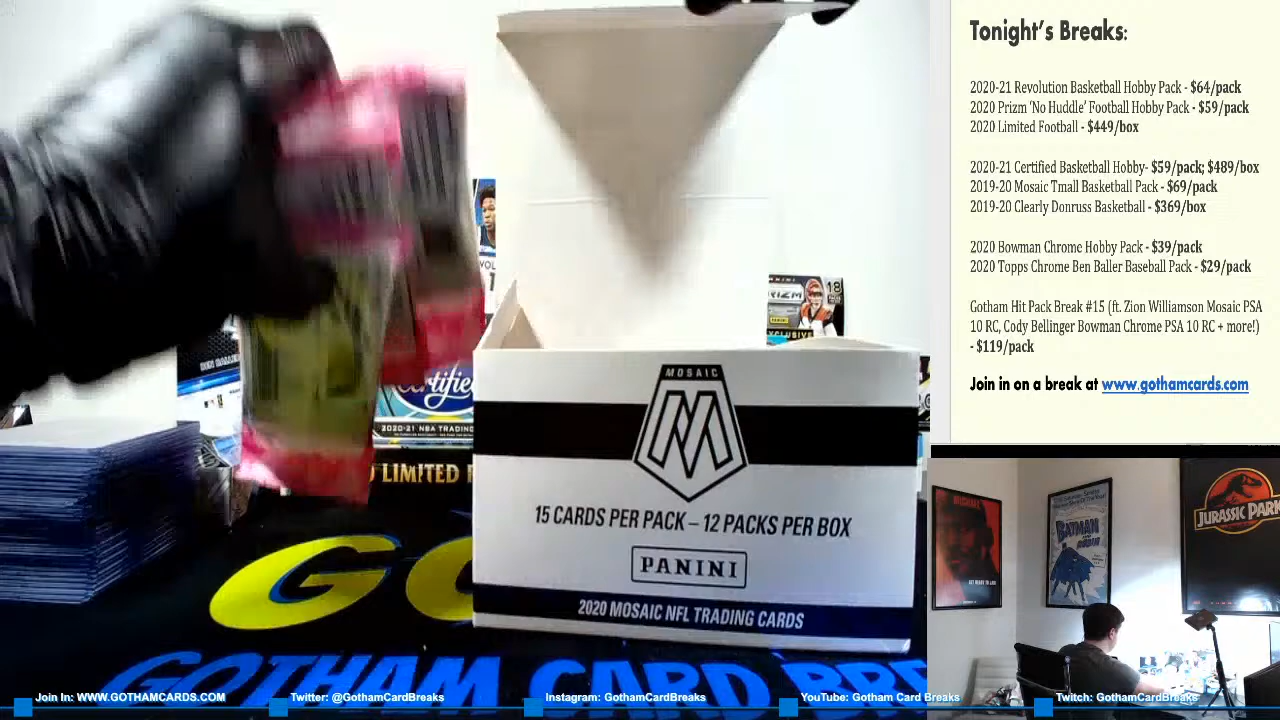 Tonight's Breaks:
2020-21 Revolution Basketball Hobby Pack - $64/pack
2020 Prizm 'No Huddle' Football Hobby Pack - $59/pack
2020 Limited Football - $449/box
2020-21 Certified Basketball Hobby- $59/pack; $489/box
2019-20 Mosaic Tmall Basketball Pack - $69/pack
2019-20 Clearly Donruss Basketball - $369/box
2020 Bowman Chrome Hobby Pack - $39/pack
2020 Topps Chrome Ben Baller Baseball Pack - $29/pack
Gotham Hit Pack Break #15 (ft. Zion Williamson Mosaic PSA
10 RC, Cody Bellinger Bowman Chrome PSA 10 RC + more!)
- $119/pack
Join in on a break at www.gothamcards.com
18
MOSAIC
15 CARDS PER PACK – 12 PACKS PER BOX
PANINI
2020 MOSAIC NFL TRADING CARDS
2020-21 NBA TRADING
LIMITED
GO
GOTHAM CARD BRE
BATMAN
JURASSIC PARK
Join In: WWW.GOTHAMCARDS.COM
Twitter: @GothamCardBreaks
Instagram: GothamCardBreaks
YouTube: Gotham Card Breaks
Twitch: GothamCardBreaks